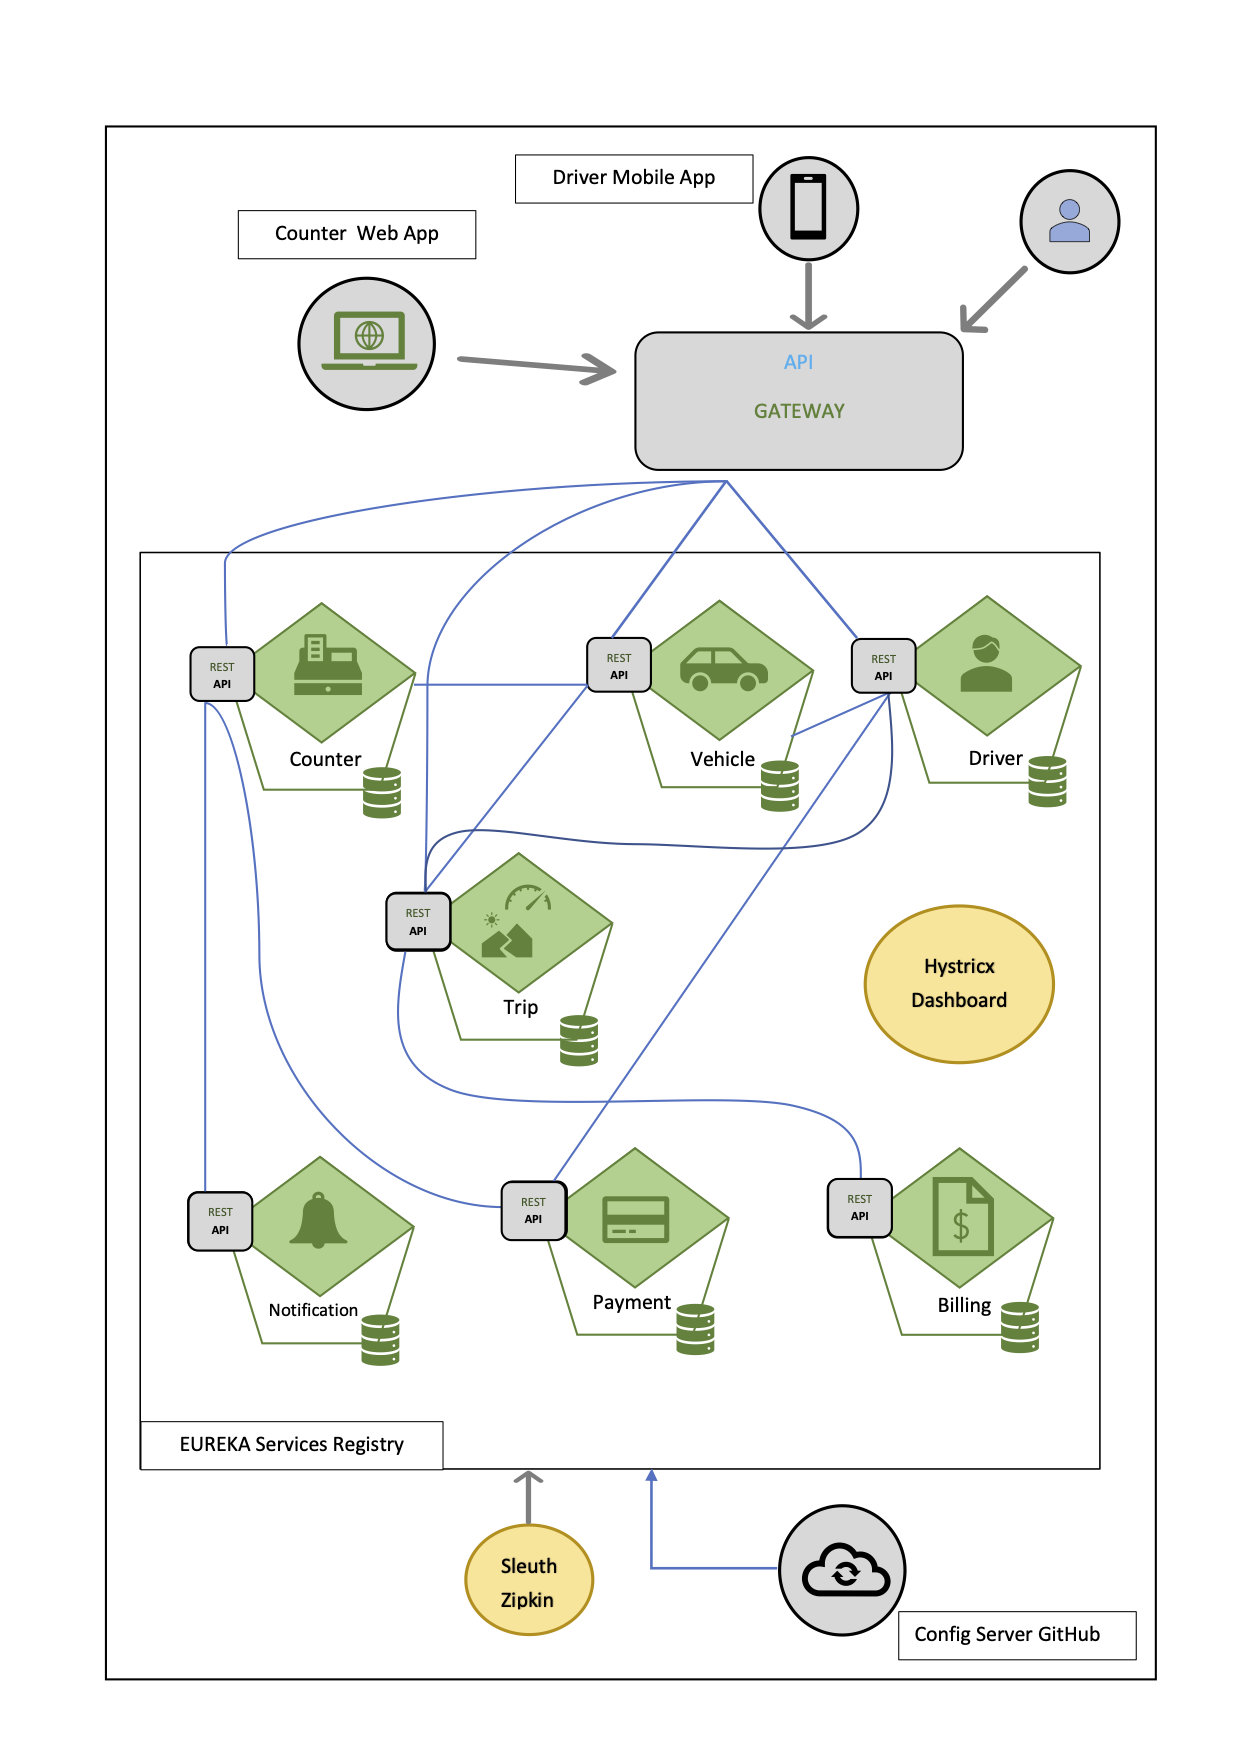 Driver Mobile App
Counter Web App
API
GATEWAY
REST
API
Counter
REST
API
Vehicle
REST
API
Driver
REST
API
Trip
Hystricx
Dashboard
REST
API
Notification
REST
API
Payment
REST
API
$
Billing
EUREKA Services Registry
Sleuth
Zipkin
Config Server GitHub